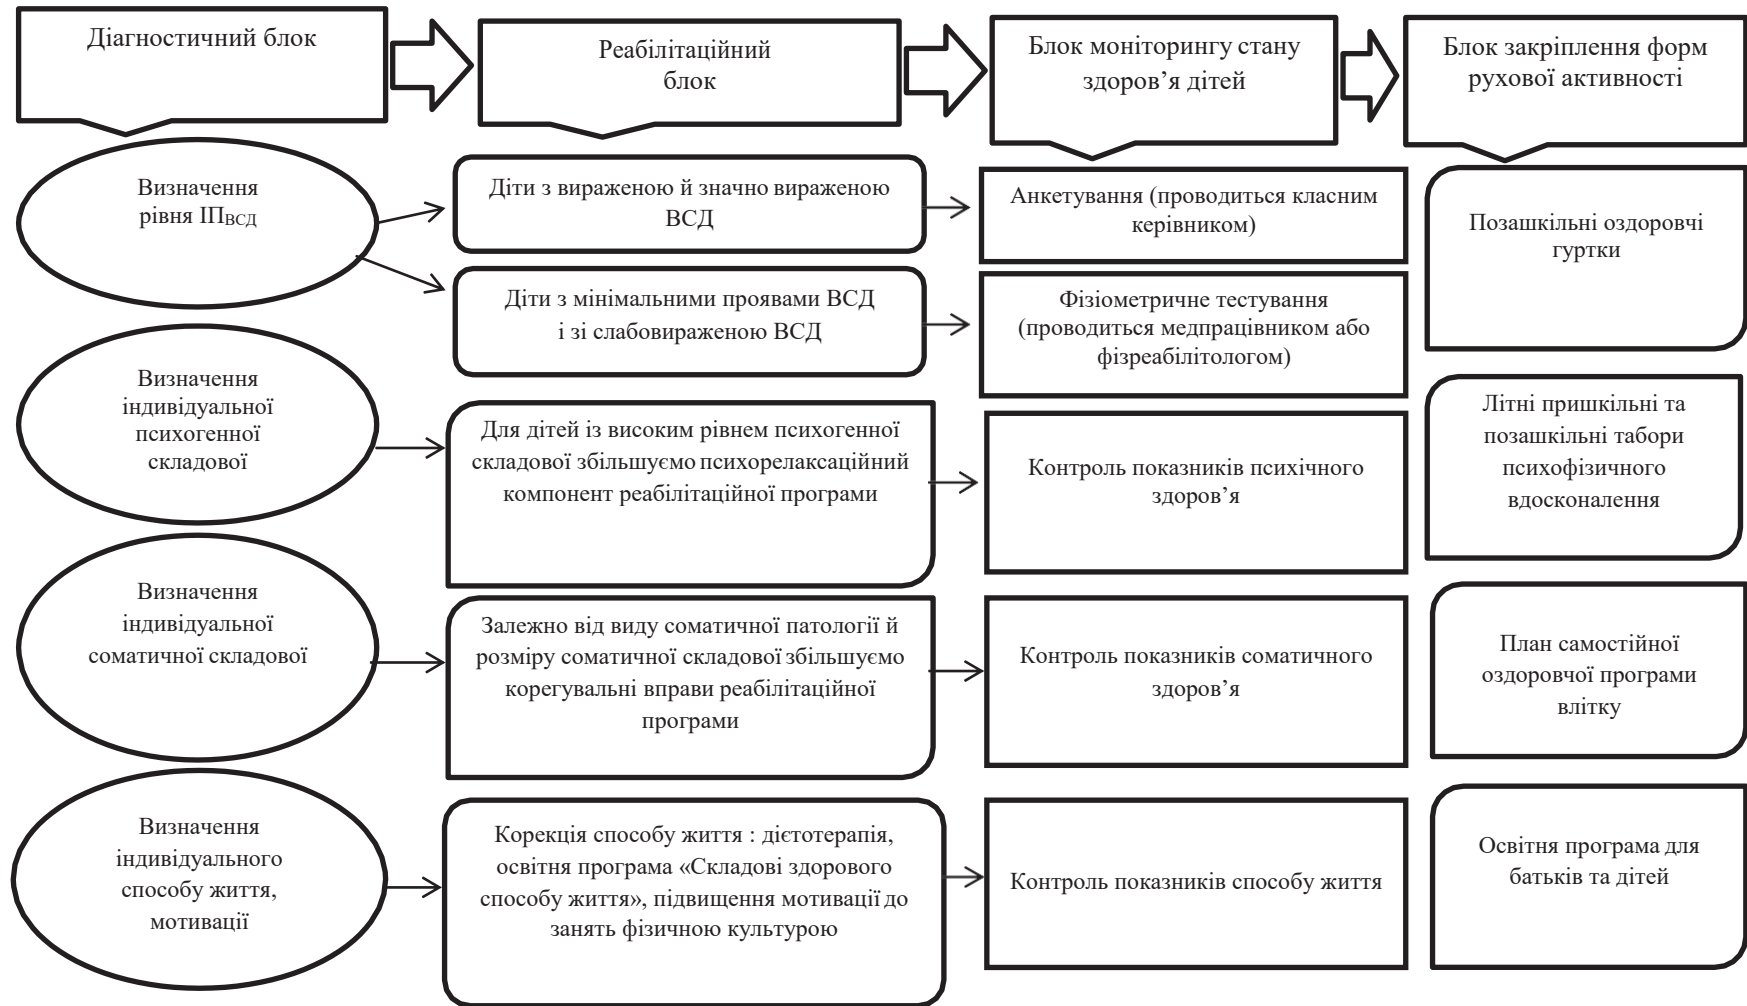 Діагностичний блок
Реабілітаційний
блок
Блок моніторингу стану
здоров’я дітей
Блок закріплення форм
рухової активності
Визначення
рівня ІПВСД
Діти з вираженою й значно вираженою
ВСД
Анкетування (проводиться класним
керівником)
Позашкільні оздоровчі
гуртки
Діти з мінімальними проявами ВСД
і зі слабовираженою ВСД
Фізіометричне тестування
(проводиться медпрацівником або
фізреабілітологом)
Визначення
індивідуальної
психогенної
складової
Для дітей із високим рівнем психогенної
складової збільшуємо психорелаксаційний
компонент реабілітаційної програми
Контроль показників психічного
здоров’я
Літні пришкільні та
позашкільні табори
психофізичного
вдосконалення
Визначення
індивідуальної
соматичної складової
Залежно від виду соматичної патології й
розміру соматичної складової збільшуємо
корегувальні вправи реабілітаційної
програми
Контроль показників соматичного
здоров’я
План самостійної
оздоровчої програми
влітку
Визначення
індивідуального
способу життя,
мотивації
Корекція способу життя : дієтотерапія,
освітня програма «Складові здорового
способу життя», підвищення мотивації до
занять фізичною культурою
Контроль показників способу життя
Освітня програма для
батьків та дітей